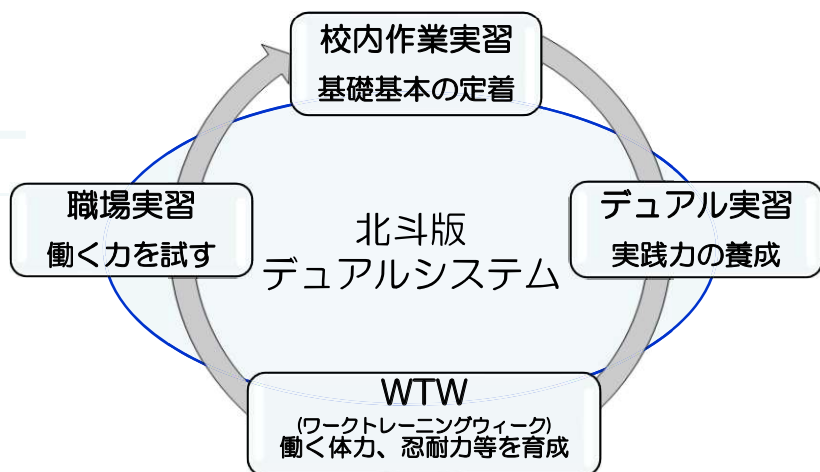 校内作業実習
基礎基本の定着
職場実習
働く力を試す
北斗版
デュアルシステム
デュアル実習
実践力の養成
WTW
(ワークトレーニングウィーク)
働く体力、忍耐力等を育成